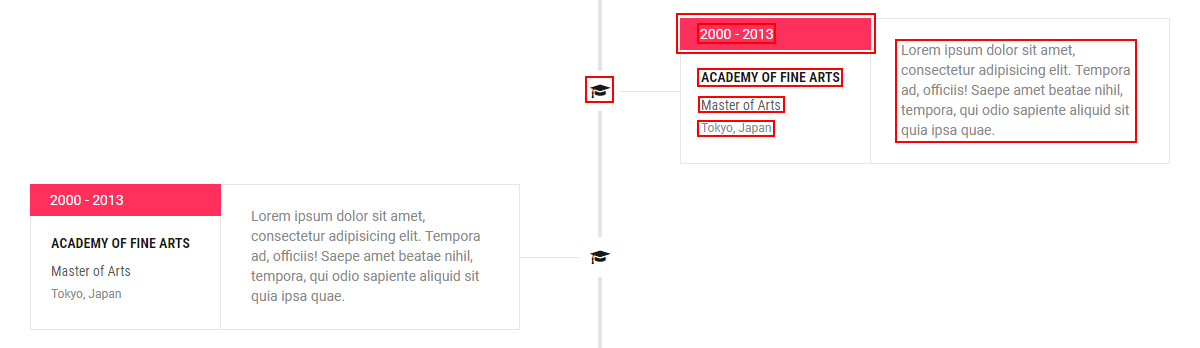 2000 - 2013
ACADEMY OF FINE ARTS
Master of Arts
Tokyo, Japan
Lorem ipsum dolor sit amet,
consectetur adipisicing elit. Tempora
ad, officiis! Saepe amet beatae nihil,
tempora, qui odio sapiente aliquid sit
quia ipsa quae.
2000 - 2013
ACADEMY OF FINE ARTS
Master of Arts
Tokyo, Japan
Lorem ipsum dolor sit amet,
consectetur adipisicing elit. Tempora
ad, officiis! Saepe amet beatae nihil,
tempora, qui odio sapiente aliquid sit
quia ipsa quae.